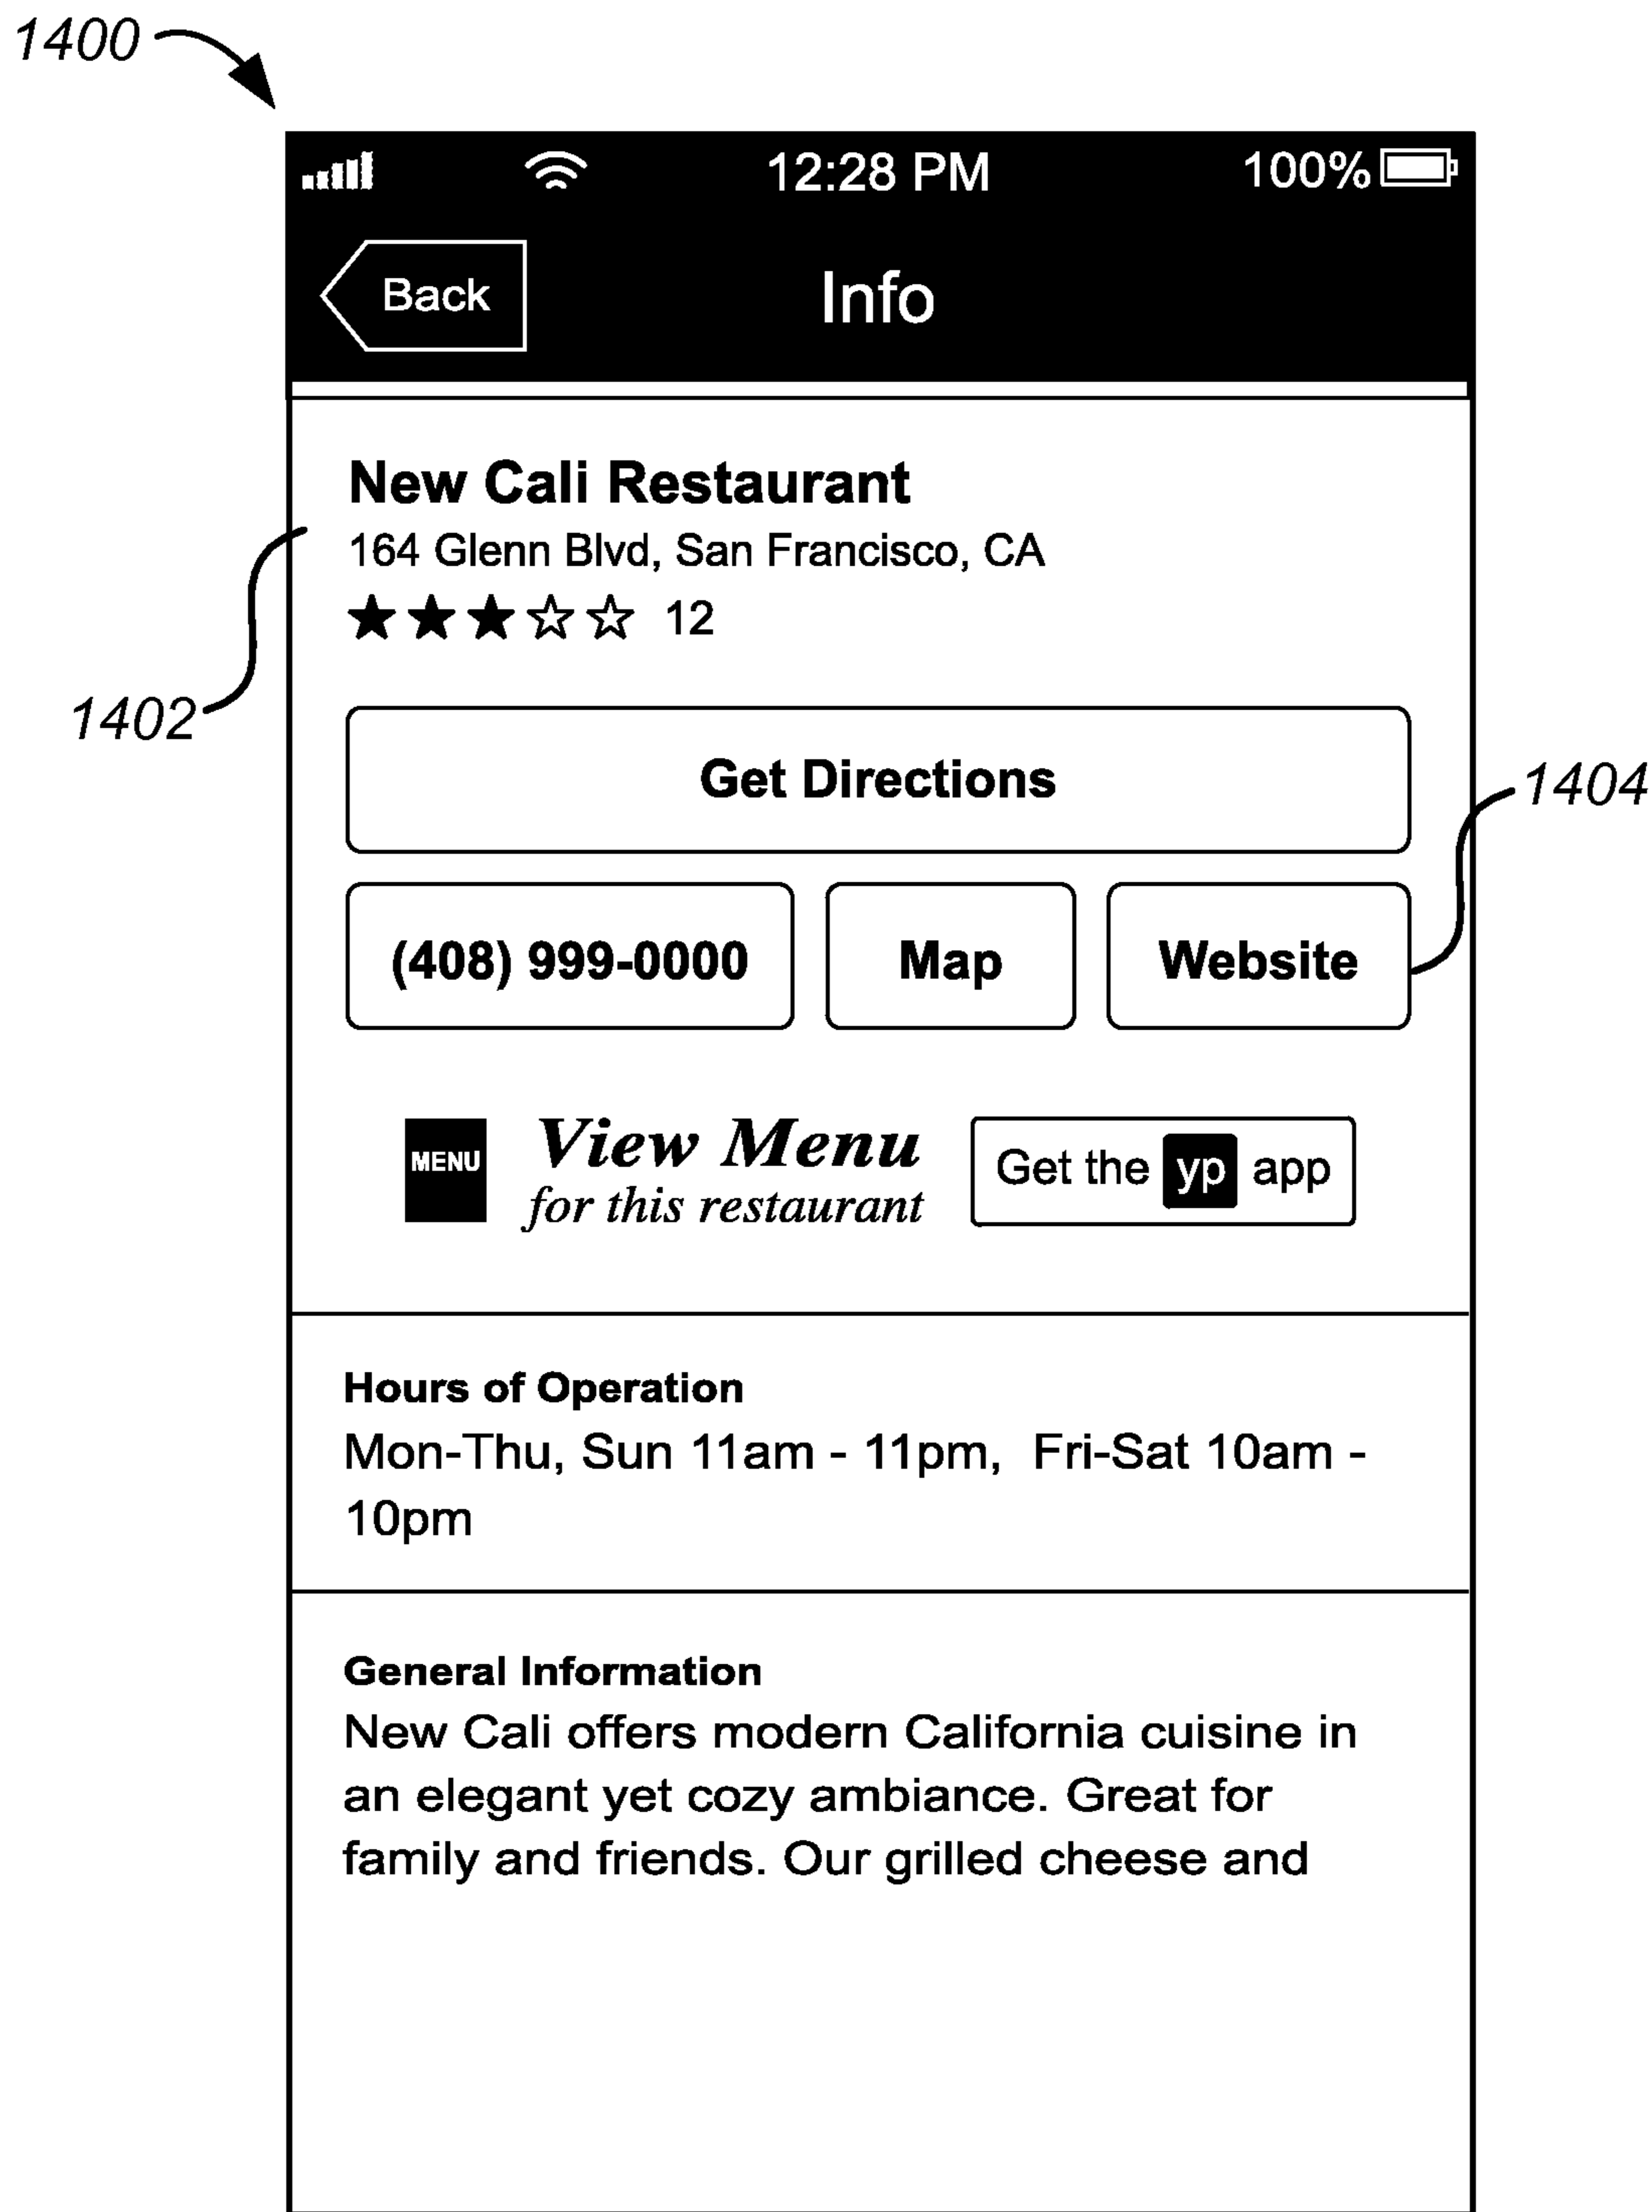 1400
12:28 PM 100%
Back Info
New Cali Restaurant
164 Glenn Blvd, San Francisco, CA
12
1402
Get Directions
1404
(408) 999-0000 Map Website
MENU View Menu Get the yp app
for this restaurant
Hours of Operation
Mon-Thu, Sun 11am - 11pm, Fri-Sat 10am -
10pm
General Information
New Cali offers modern California cuisine in
an elegant yet cozy ambiance. Great for
family and friends. Our grilled cheese and